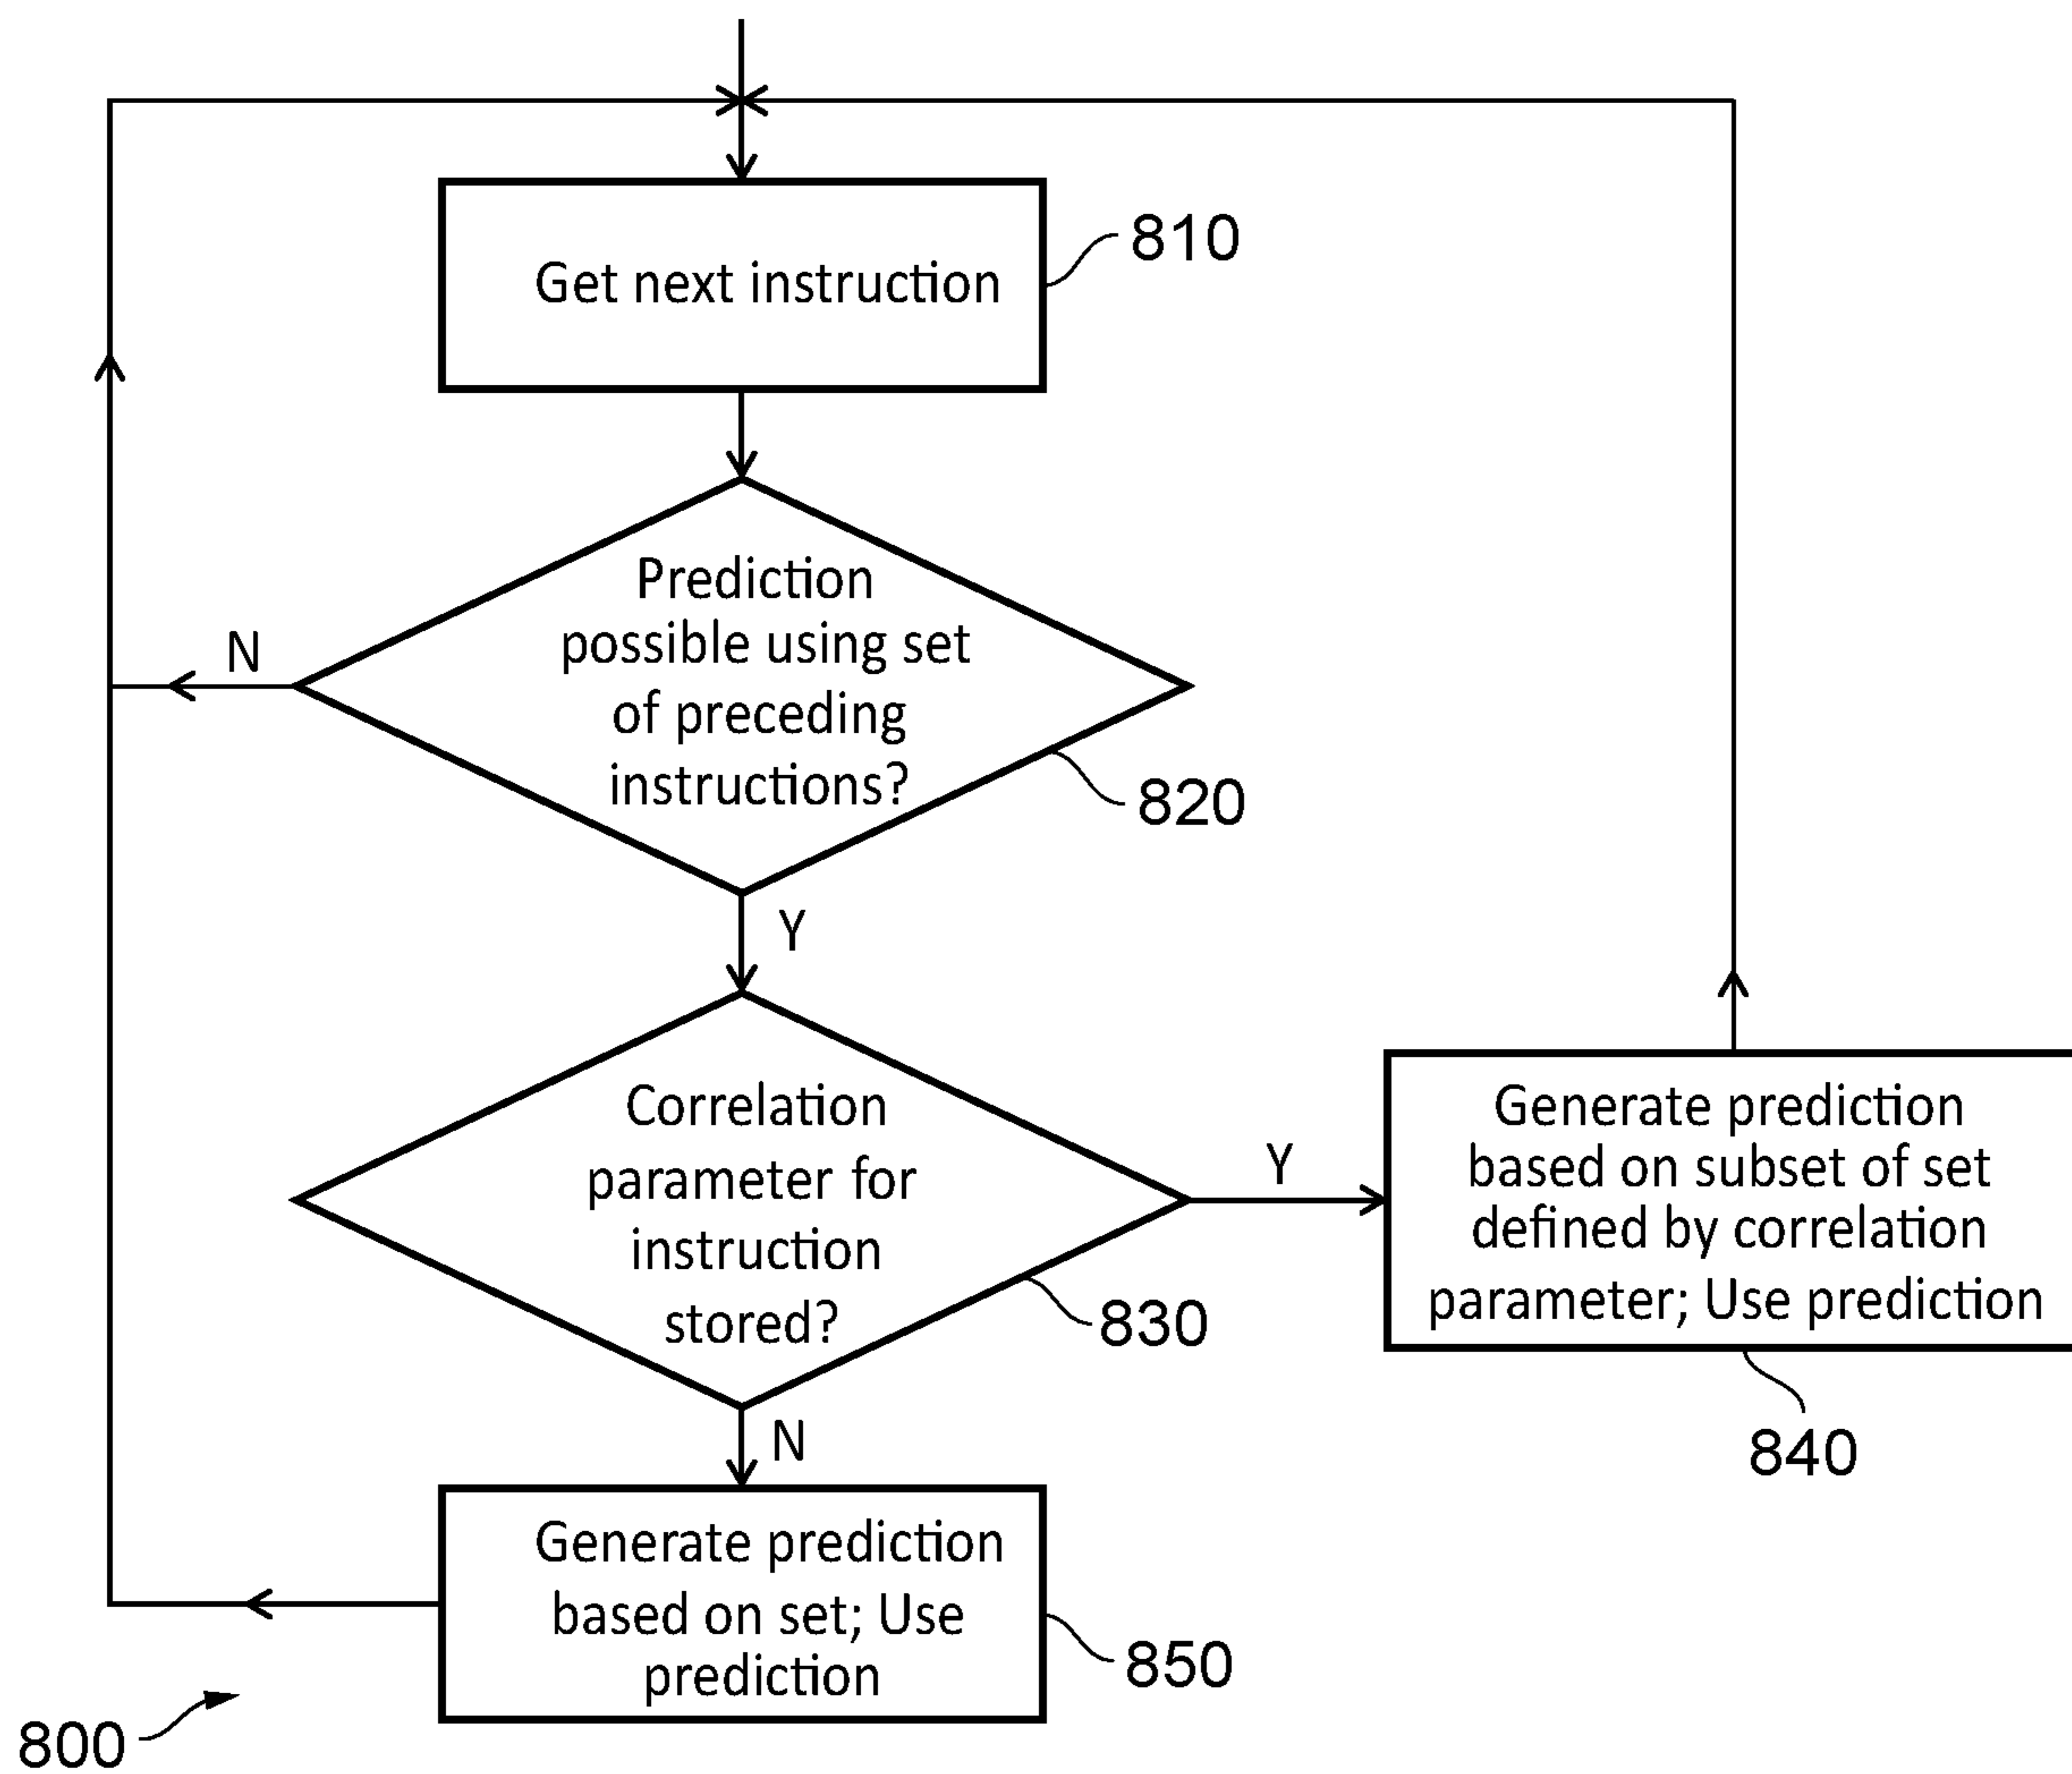 Get next instruction
810
Prediction
possible using set
of preceding
instructions?
N
820
Y
Correlation
parameter for
instruction
stored?
830
Y
Generate prediction
based on subset of set
defined by correlation
parameter; Use prediction
840
N
Generate prediction
based on set; Use
prediction
850
800